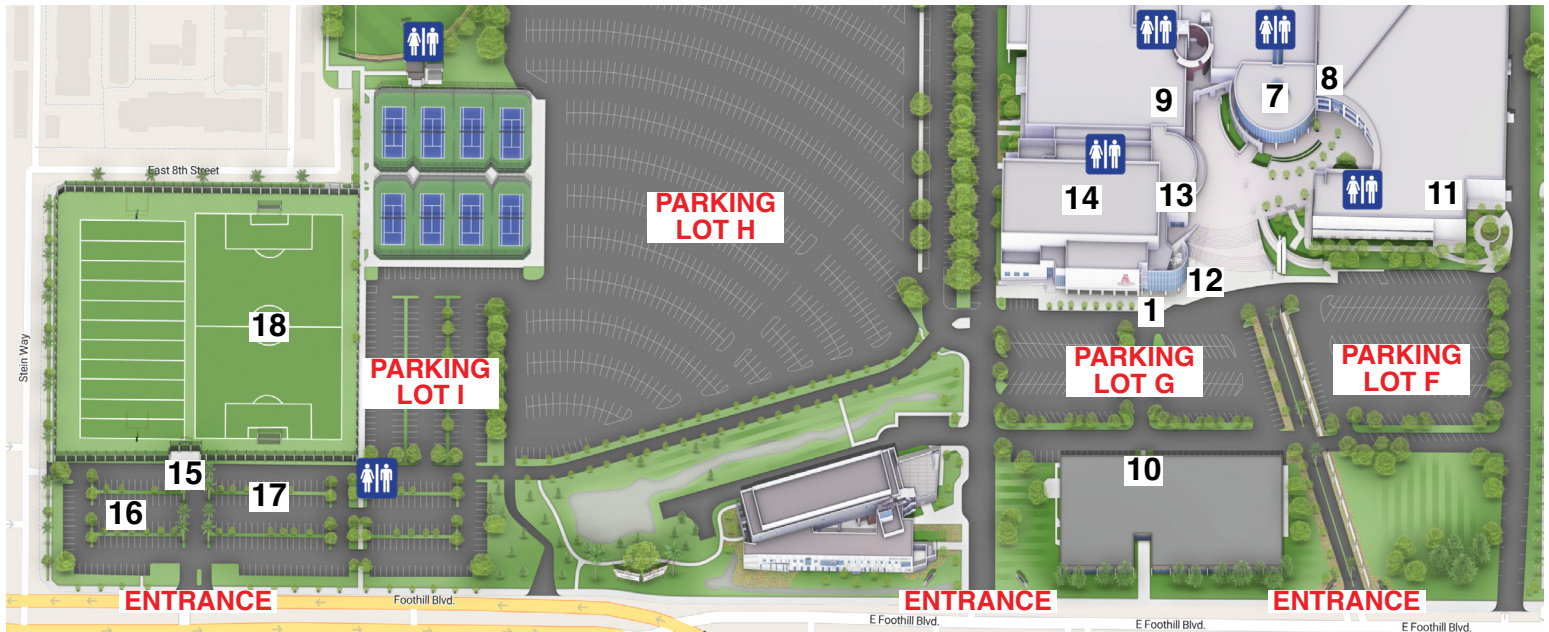 8
7
9
East 8th Street
14
13
11
PARKING
LOT H
12
1
18
Stein Way
PARKING
LOT I
PARKING
LOT G
PARKING
LOT F
15
10
17
16
ENTRANCE
ENTRANCE
ENTRANCE
Foothill Blvd.
E Foothill Blvd.
E Foothill Blvd.
E Foothill Blvd.